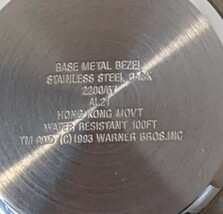 BASE METAL BEZEL
STAINLESS STEEL BACK
2200/67
AL21
HONG KONG MOVT
WATER RESISTANT 100FT
TM AND (C)1993 WARNER BROS.INC